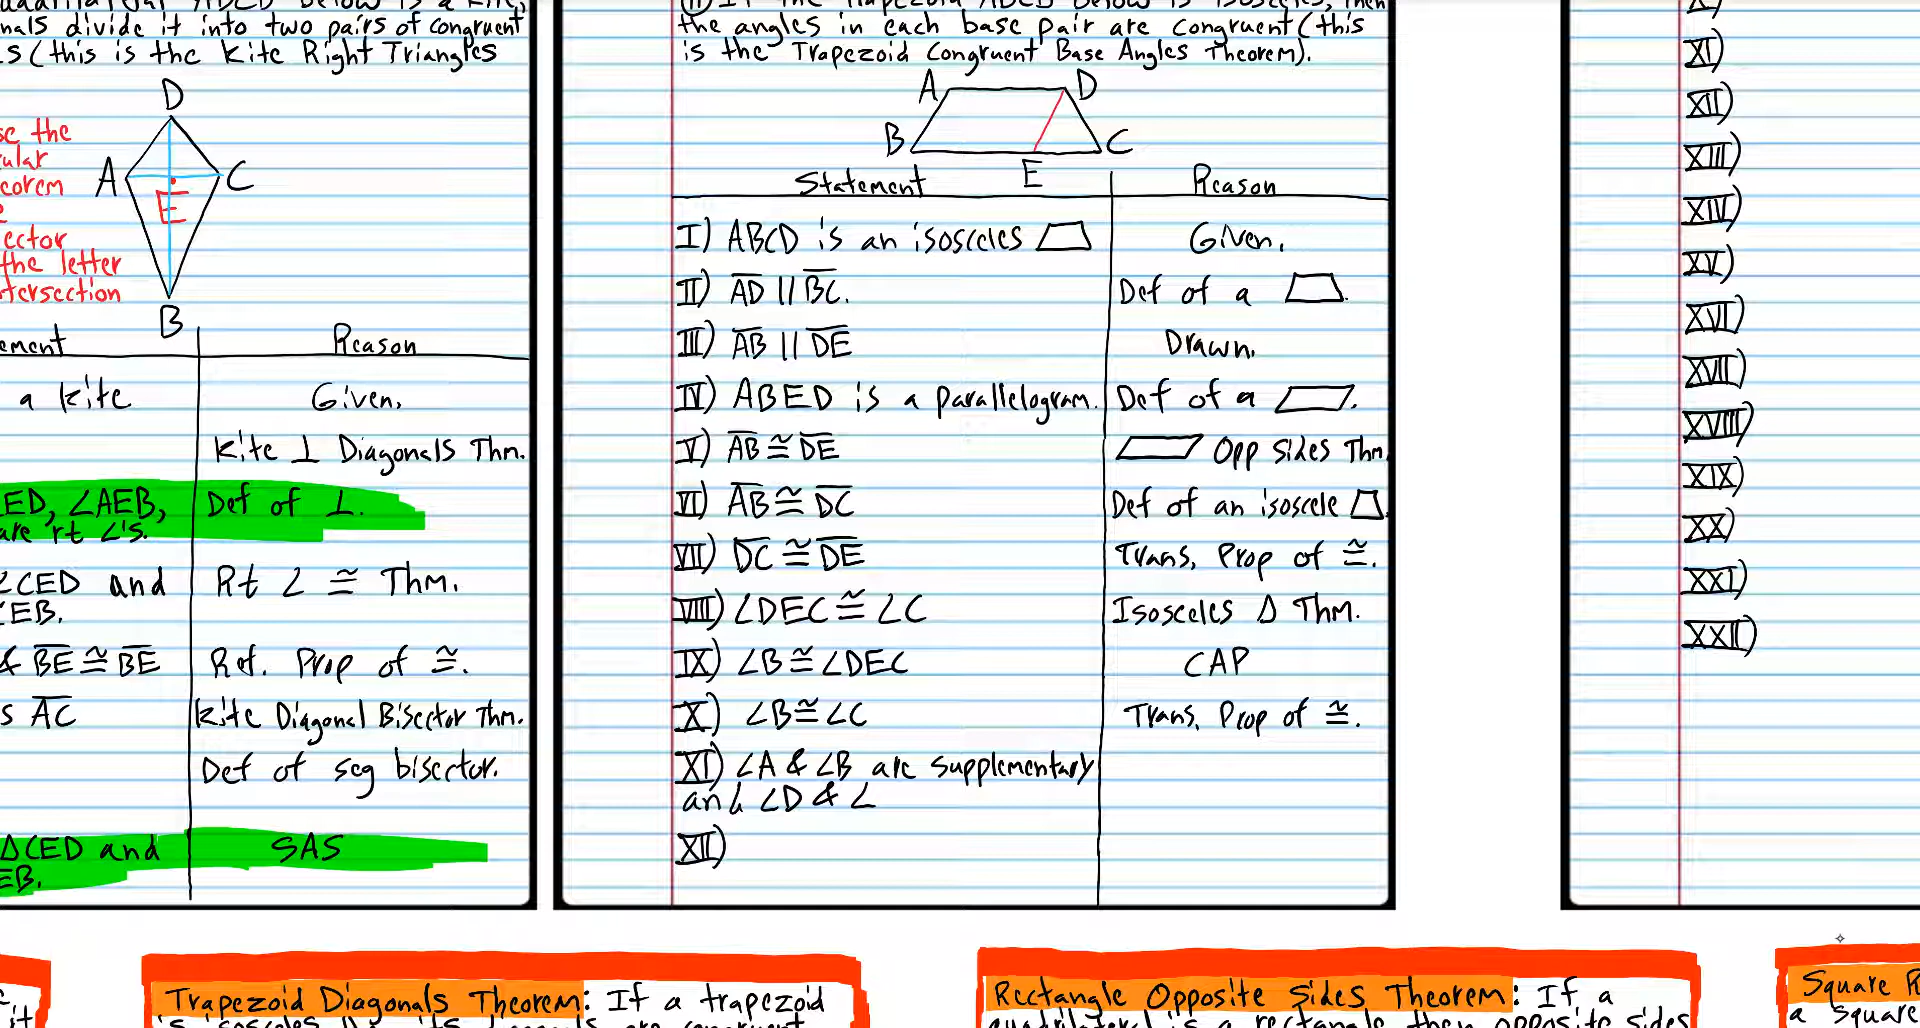 nals divide it into two pairs of congruent
s (this is the Kite Right Triangles
D
se the
ular
eorem
ector
the letter
tersection
A
C
E
B
ement
Reason
a kite
Given.
Kite ⊥ Diagonals Thm.
ED, ∠AEB,
are rt ∠'s.
Def of ⊥.
∠CED and
EB.
Rt ∠ ≅ Thm.
& BE ≅ BE
Ref. Prop of ≅.
s AC
Kite Diagonal Bisector Thm.
Def of seg bisector.
ΔCED and
EB.
SAS
the angles in each base pair are congruent (this
is the Trapezoid Congruent Base Angles Theorem).
A
D
B
C
E
Statement
Reason
I) ABCD is an isosceles
Given.
II) AD || BC.
Def of a
III) AB || DE
Drawn.
IV) ABED is a parallelogram.
Def of a
V) AB ≅ DE
Opp sides Thm
VI) AB ≅ DC
Def of an isoscele
VII) DC ≅ DE
Trans. Prop of ≅.
VIII) ∠DEC ≅ ∠C
Isosceles Δ Thm.
IX) ∠B ≅ ∠DEC
CAP
X) ∠B ≅ ∠C
Trans. Prop of ≅.
XI) ∠A & ∠B are supplementary
and ∠D & ∠
XII)
XI)
XII)
XIII)
XIV)
XV)
XVI)
XVII)
XVIII)
XIX)
XX)
XXI)
XXII)
Trapezoid Diagonals Theorem: If a trapezoid
Rectangle Opposite Sides Theorem: If a
quadrilateral is a rectangle then opposite sides
Square R
a square